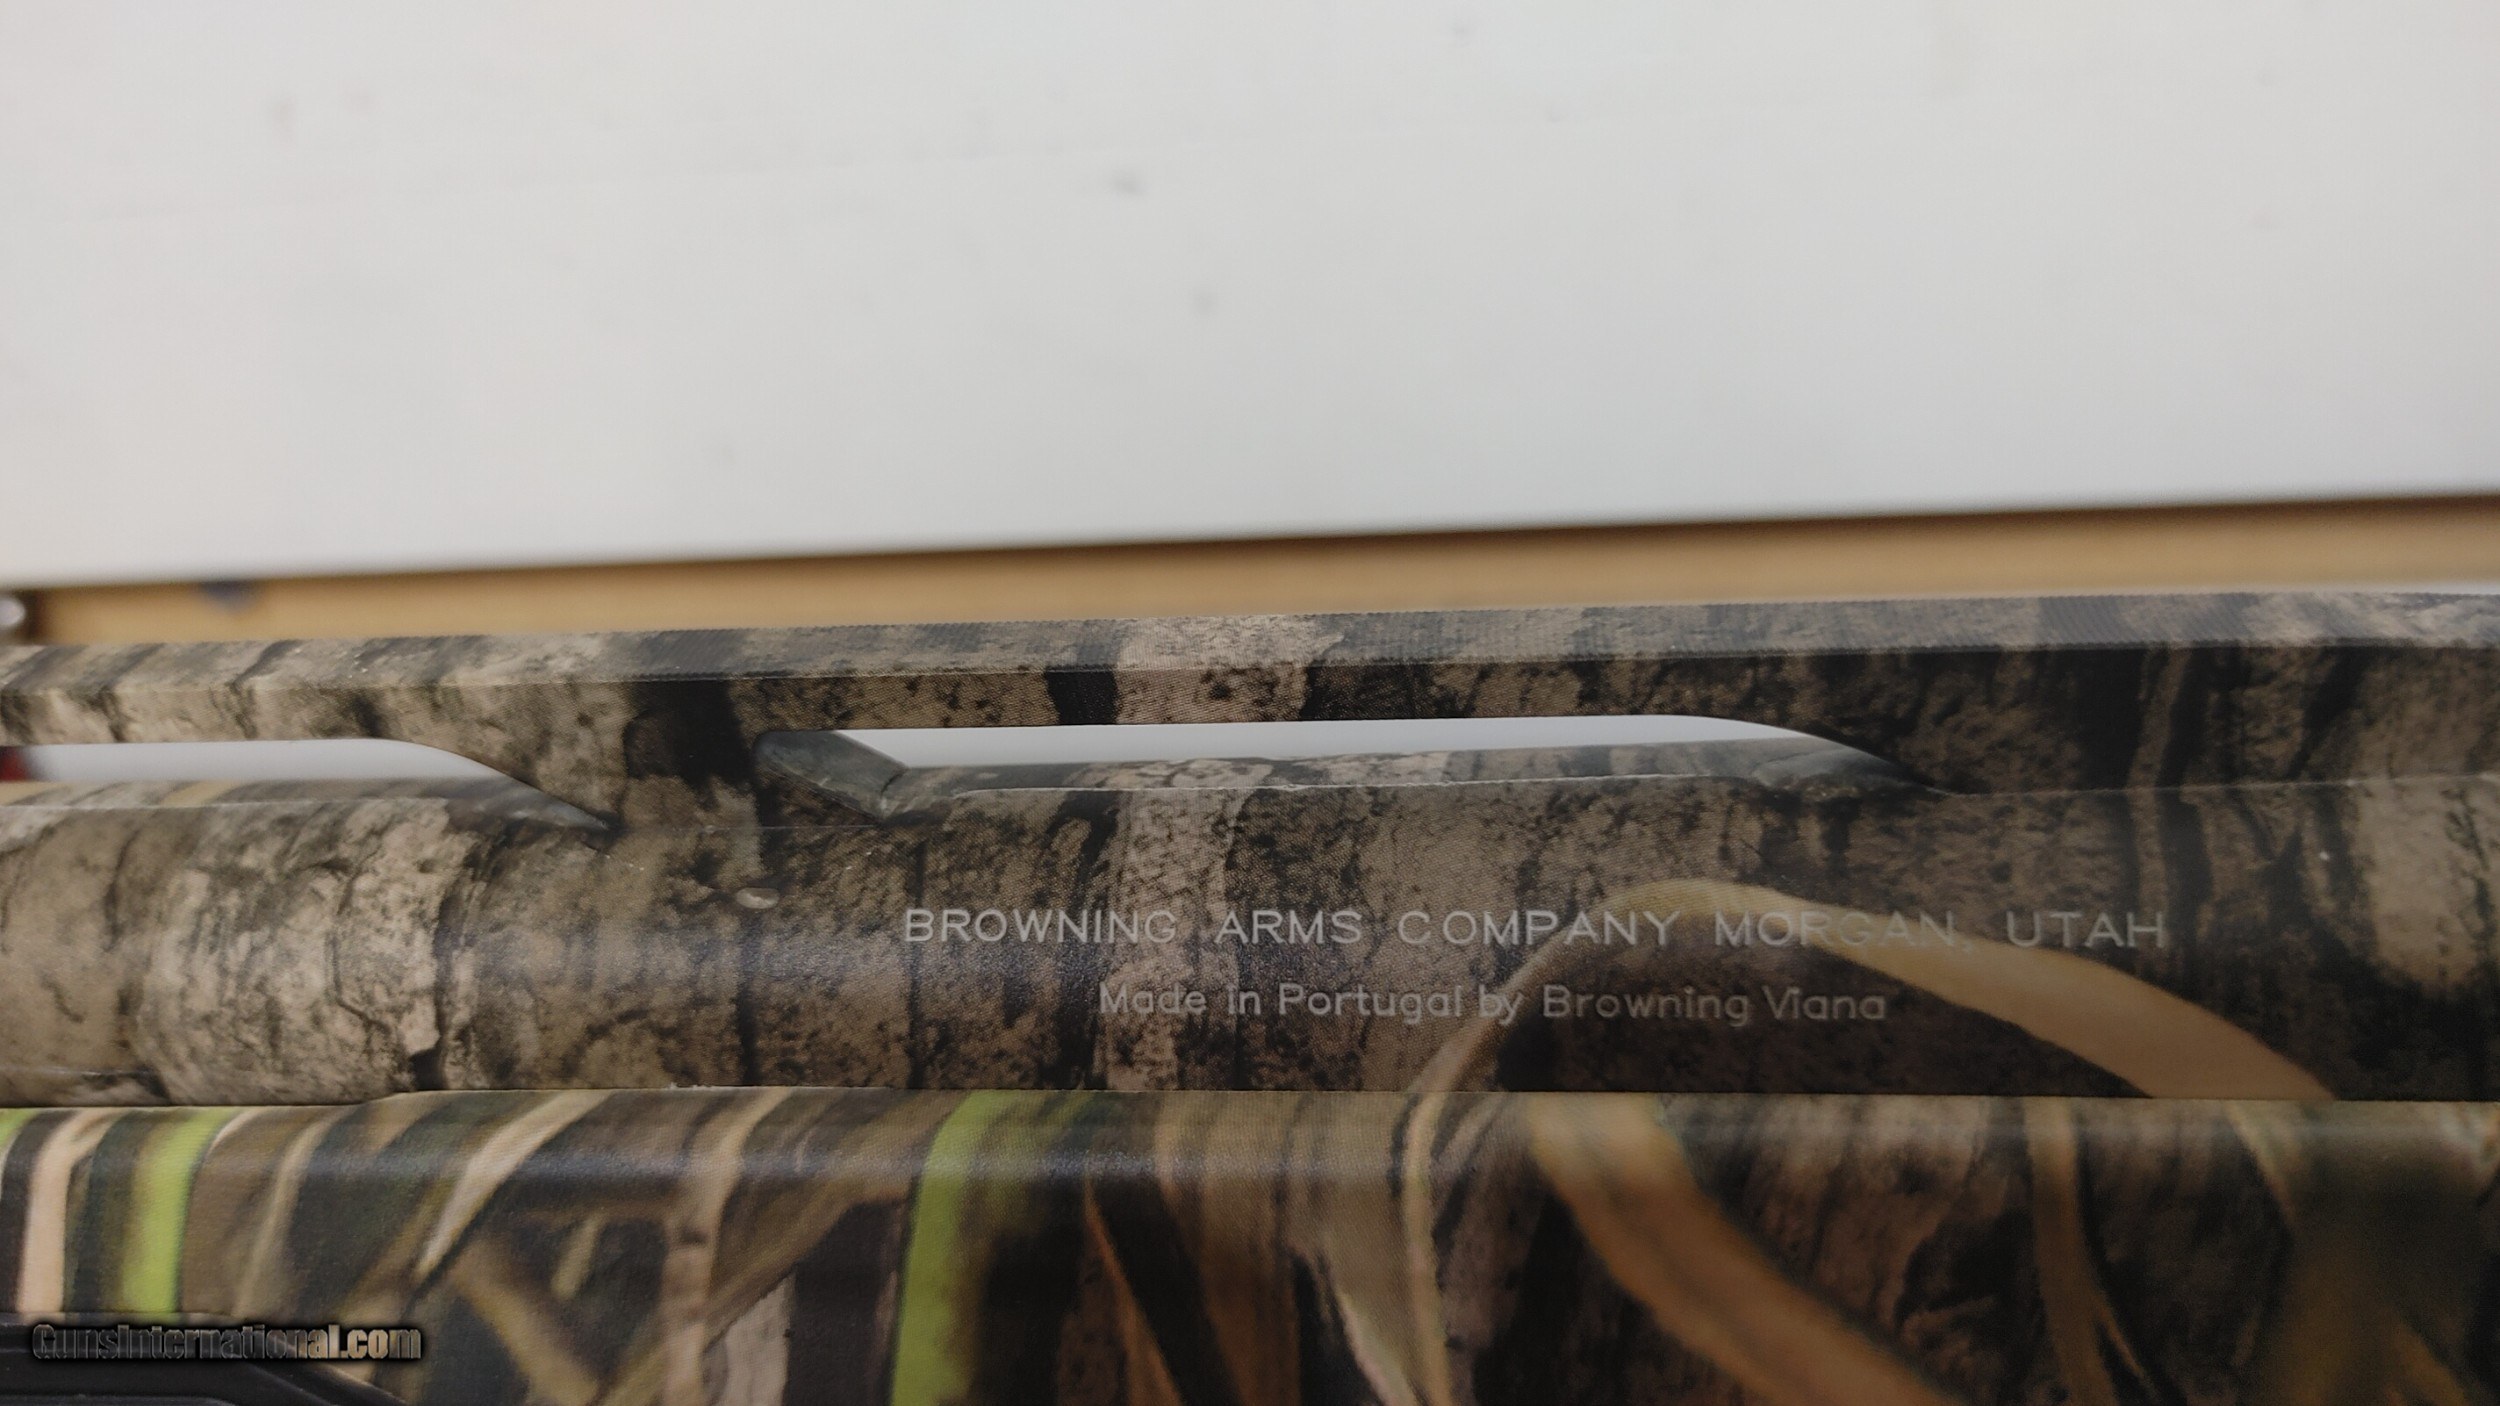 BROWNING ARMS COMPANY MORGAN, UTAH
Made in Portugal by Browning Viana
GunsInternational.com